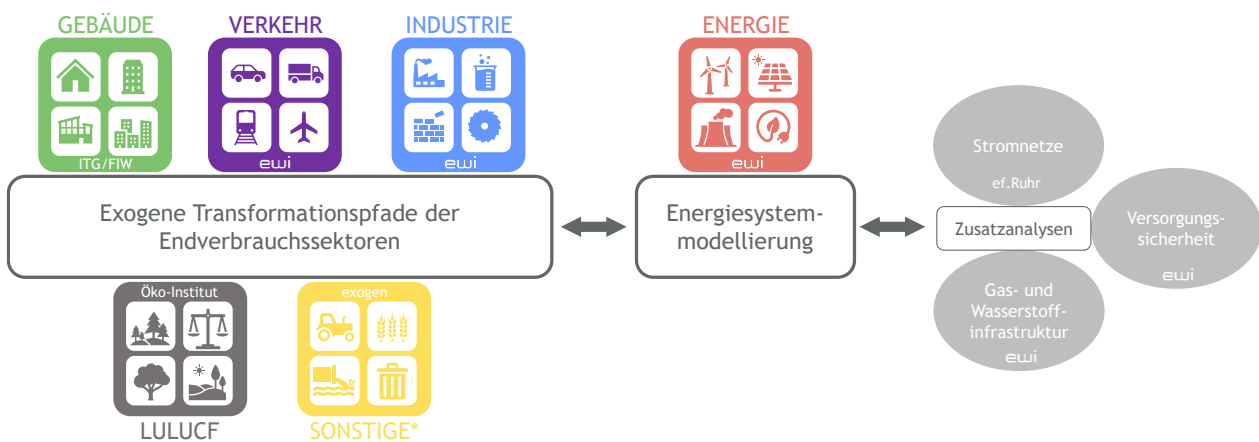 GEBÄUDE
VERKEHR
INDUSTRIE
ENERGIE
ITG/FIW
ewi
ewi
ewi
Exogene Transformationspfade der
Endverbrauchssektoren
Energiesystem-
modellierung
Stromnetze
ef.Ruhr
Zusatzanalysen
Versorgungs-
sicherheit
ewi
Gas- und
Wasserstoff-
infrastruktur
ewi
Öko-Institut
exogen
LULUCF
SONSTIGE*